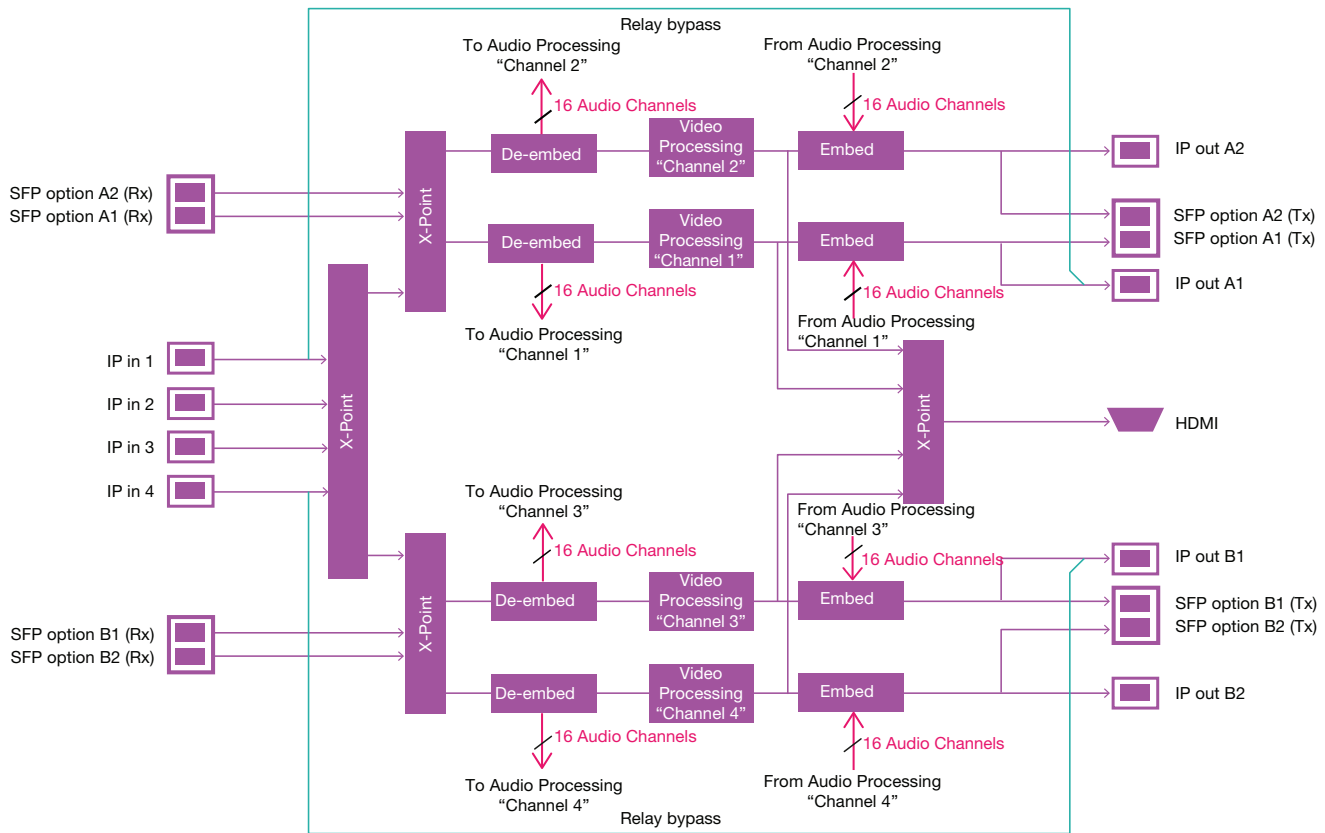 Relay bypass
To Audio Processing
“Channel 2”
From Audio Processing
“Channel 2”
16 Audio Channels
16 Audio Channels
De-embed
Video
Processing
“Channel 2”
Embed
IP out A2
X-Point
SFP option A2 (Rx)
SFP option A1 (Rx)
SFP option A2 (Tx)
SFP option A1 (Tx)
De-embed
Video
Processing
“Channel 1”
Embed
16 Audio Channels
16 Audio Channels
IP out A1
To Audio Processing
“Channel 1”
From Audio Processing
“Channel 1”
IP in 1
IP in 2
IP in 3
IP in 4
X-Point
X-Point
HDMI
To Audio Processing
“Channel 3”
From Audio Processing
“Channel 3”
16 Audio Channels
16 Audio Channels
IP out B1
De-embed
Video
Processing
“Channel 3”
Embed
SFP option B1 (Tx)
SFP option B2 (Tx)
X-Point
SFP option B1 (Rx)
SFP option B2 (Rx)
De-embed
Video
Processing
“Channel 4”
Embed
IP out B2
16 Audio Channels
16 Audio Channels
To Audio Processing
“Channel 4”
From Audio Processing
“Channel 4”
Relay bypass